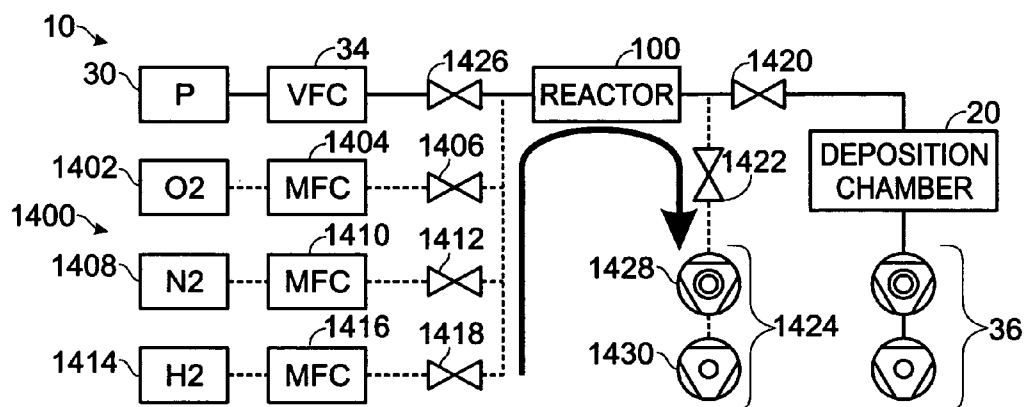 10
34
1426
100
1420
30
P
VFC
REACTOR
20
1402
1404
1406
O2
MFC
1422
DEPOSITION
CHAMBER
1400
1410
1412
1408
N2
MFC
1428
1416
1418
1424
36
1414
H2
MFC
1430